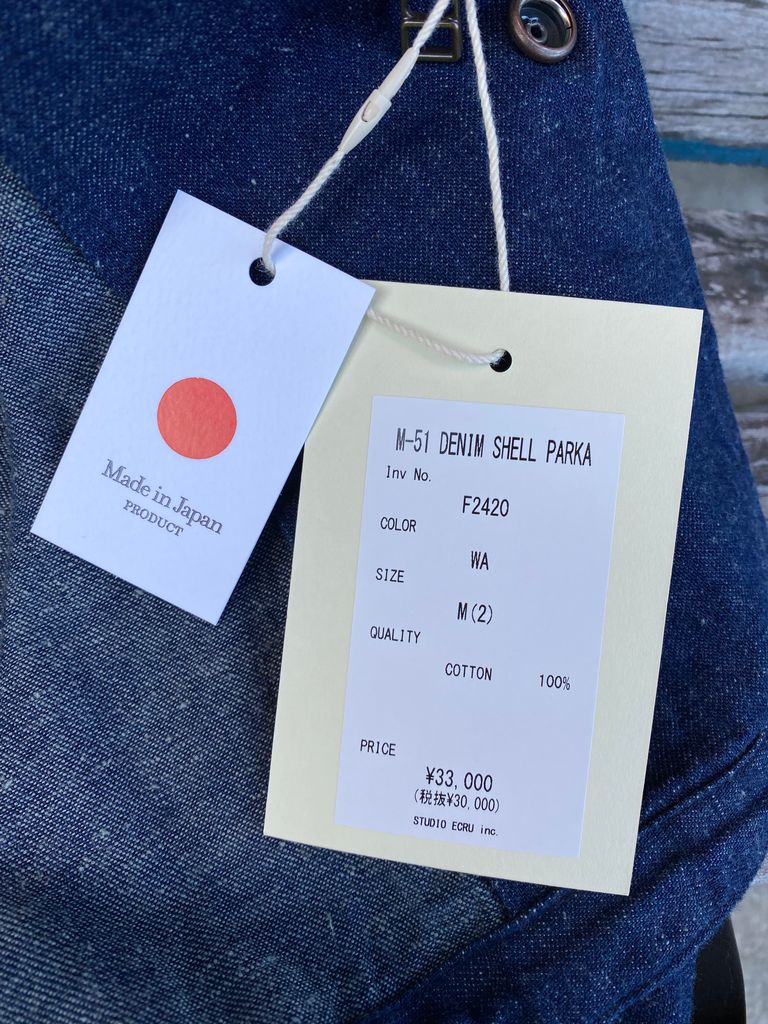 Made in Japan
PRODUCT
M-51 DENIM SHELL PARKA
Inv No.
F2420
COLOR
WA
SIZE
M(2)
QUALITY
COTTON 100%
PRICE
¥33,000
(税抜¥30,000)
STUDIO ECRU inc.